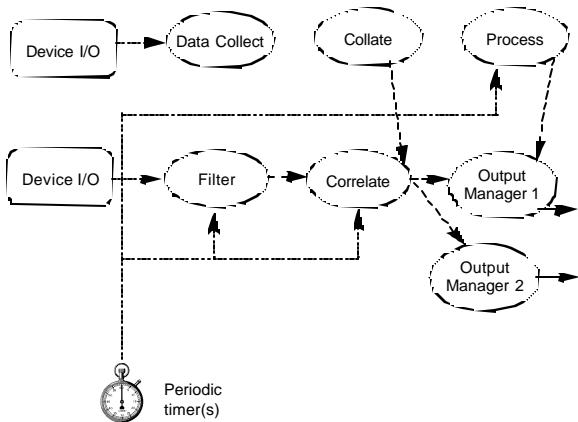 Device I/O
Data Collect
Collate
Process
Device I/O
Filter
Correlate
Output
Manager 1
Output
Manager 2
Periodic
timer(s)